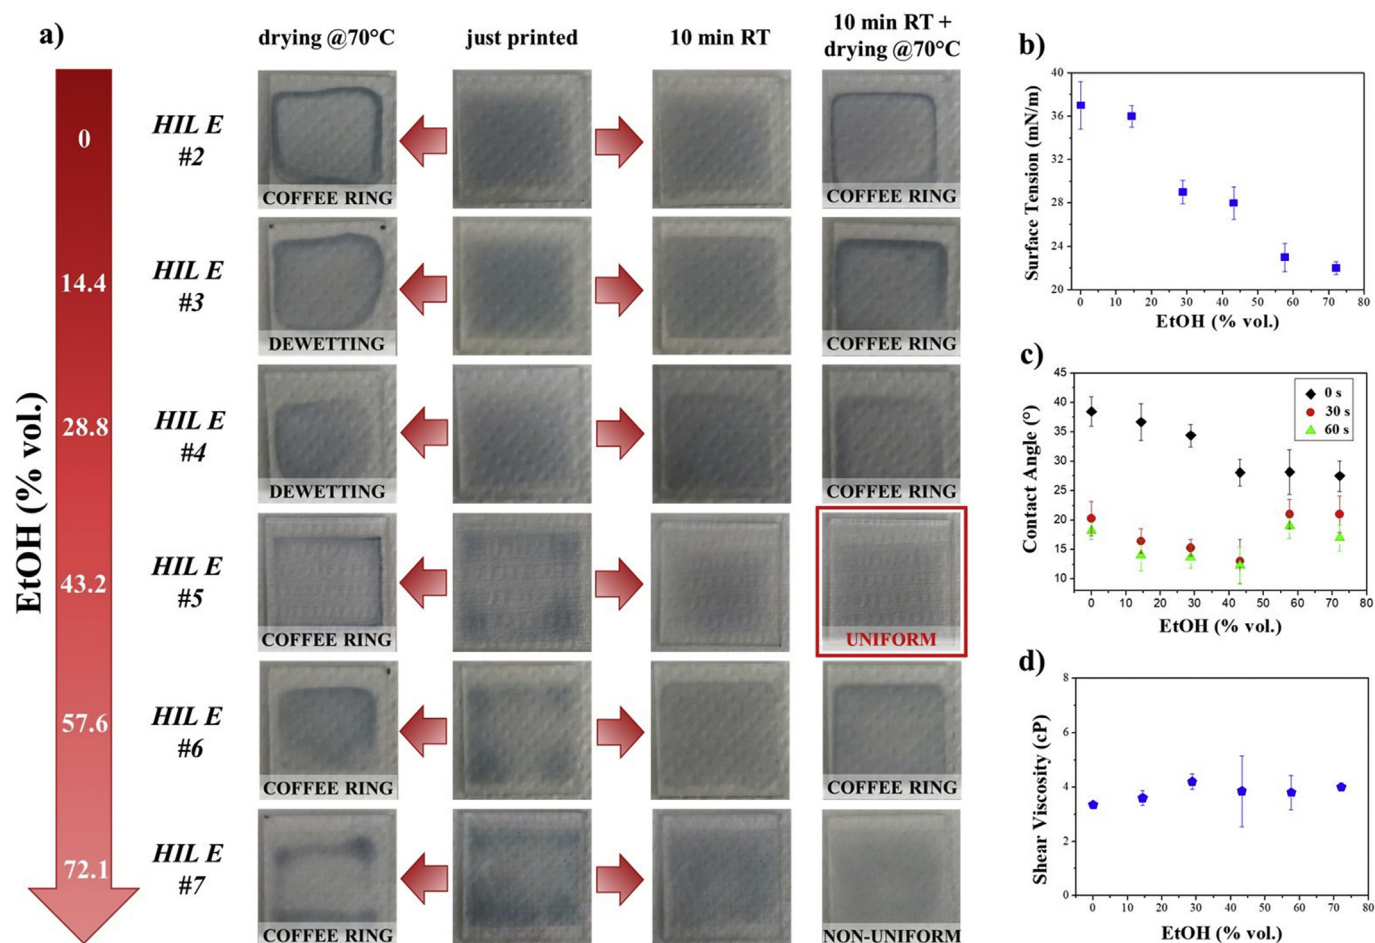 a)
drying @70°C
just printed
10 min RT
10 min RT +
drying @70°C
EtOH (% vol.)
0
HIL E
#2
COFFEE RING
COFFEE RING
14.4
HIL E
#3
DEWETTING
COFFEE RING
28.8
HIL E
#4
DEWETTING
COFFEE RING
43.2
HIL E
#5
COFFEE RING
UNIFORM
57.6
HIL E
#6
COFFEE RING
COFFEE RING
72.1
HIL E
#7
COFFEE RING
NON-UNIFORM
b)
Surface Tension (mN/m)
40
36
32
28
24
20
0 10 20 30 40 50 60 70 80
EtOH (% vol.)
c)
Contact Angle (°)
45
40
35
30
25
20
15
10
0 s
30 s
60 s
0 10 20 30 40 50 60 70 80
EtOH (% vol.)
d)
Shear Viscosity (cP)
8
6
4
2
0
0 10 20 30 40 50 60 70 80
EtOH (% vol.)